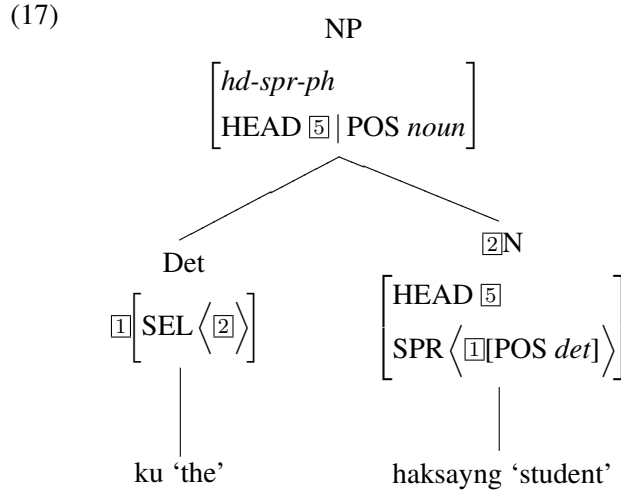 (17)
NP
hd-spr-ph
HEAD 5 | POS noun
Det
1[SEL⟨2⟩]
2N
HEAD 5
SPR⟨1[POS det]⟩
ku ‘the’
haksayng ‘student’